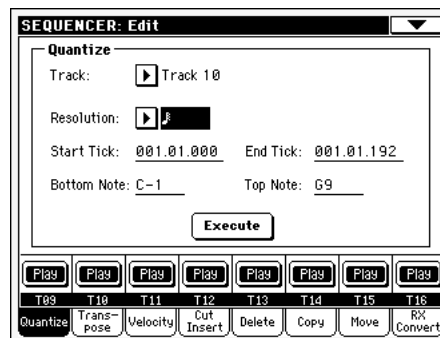 SEQUENCER: Edit
Quantize
Track: Track 10
Resolution:
Start Tick: 001.01.000 End Tick: 001.01.192
Bottom Note: C-1 Top Note: G9
Execute
Play Play Play Play Play Play Play Play
T09 T10 T11 T12 T13 T14 T15 T16
Quantize Trans-pose Velocity Cut Insert Delete Copy Move RX Convert